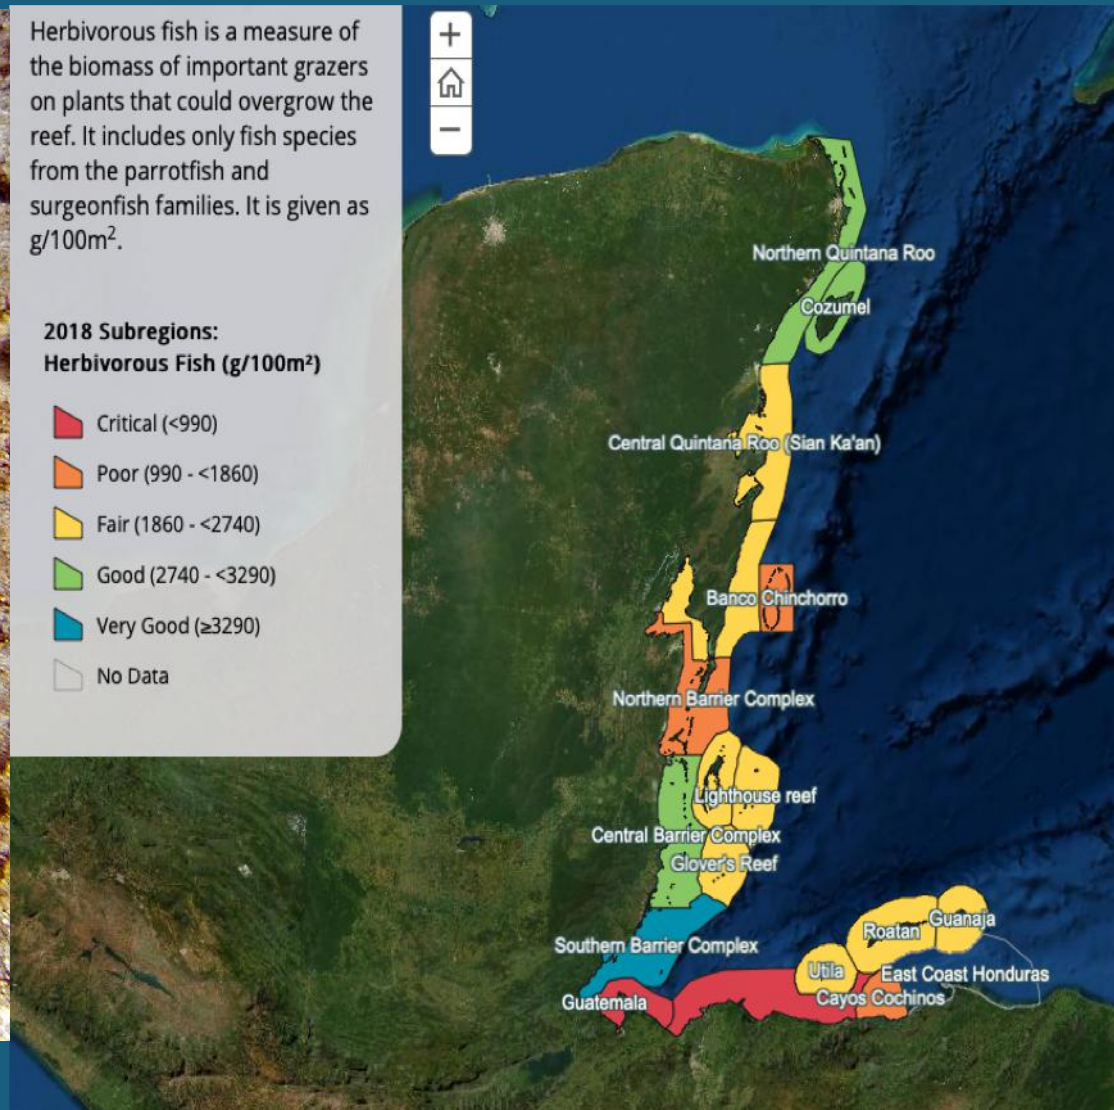 Herbivorous fish is a measure of
the biomass of important grazers
on plants that could overgrow the
reef. It includes only fish species
from the parrotfish and
surgeonfish families. It is given as
g/100m².
2018 Subregions:
Herbivorous Fish (g/100m²)
Critical (<990)
Poor (990 - <1860)
Fair (1860 - <2740)
Good (2740 - <3290)
Very Good (≥3290)
No Data
+
−
Northern Quintana Roo
Cozumel
Central Quintana Roo (Sian Ka'an)
Banco Chinchorro
Northern Barrier Complex
Lighthouse reef
Central Barrier Complex
Glover's Reef
Guanaja
Roatan
Southern Barrier Complex
Utila
East Coast Honduras
Cayos Cochinos
Guatemala